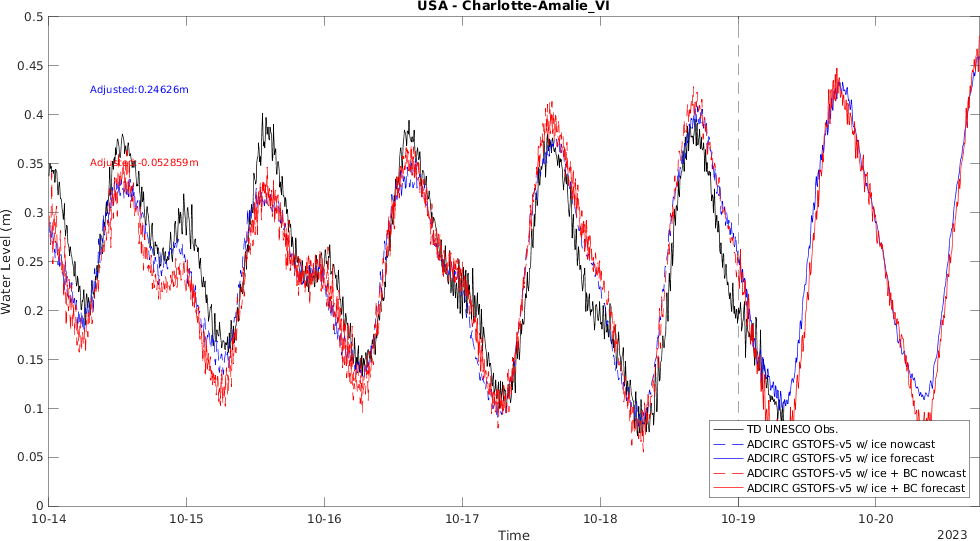 USA - Charlotte-Amalie_VI
0.5
0.45
0.4
0.35
0.3
0.25
0.2
0.15
0.1
0.05
0
Water Level (m)
Adjusted:0.24626m
Adjusted:-0.052859m
TD UNESCO Obs.
ADCIRC GSTOFS-v5 w/ ice nowcast
ADCIRC GSTOFS-v5 w/ ice forecast
ADCIRC GSTOFS-v5 w/ ice + BC nowcast
ADCIRC GSTOFS-v5 w/ ice + BC forecast
10-14 10-15 10-16 10-17 10-18 10-19 10-20
Time
2023